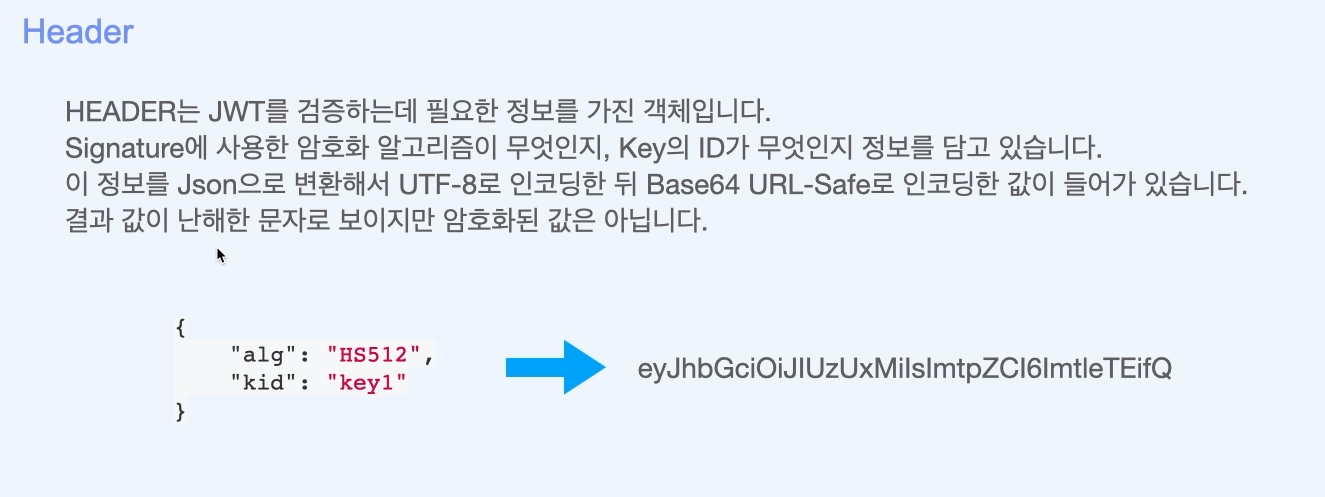 Header
HEADER는 JWT를 검증하는데 필요한 정보를 가진 객체입니다.
Signature에 사용한 암호화 알고리즘이 무엇인지, Key의 ID가 무엇인지 정보를 담고 있습니다.
이 정보를 Json으로 변환해서 UTF-8로 인코딩한 뒤 Base64 URL-Safe로 인코딩한 값이 들어가 있습니다.
결과 값이 난해한 문자로 보이지만 암호화된 값은 아닙니다.
{
"alg": "HS512",
"kid": "key1"
}
eyJhbGciOiJIUzUxMiIsImtpZCI6ImtleTEifQ